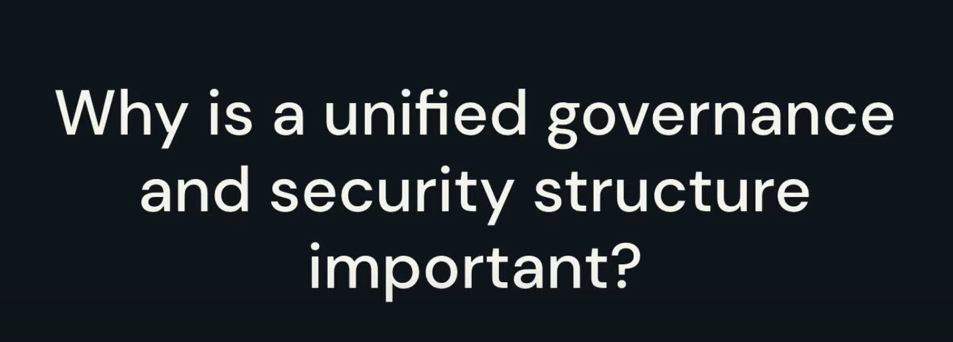 Why is a unified governance
and security structure
important?